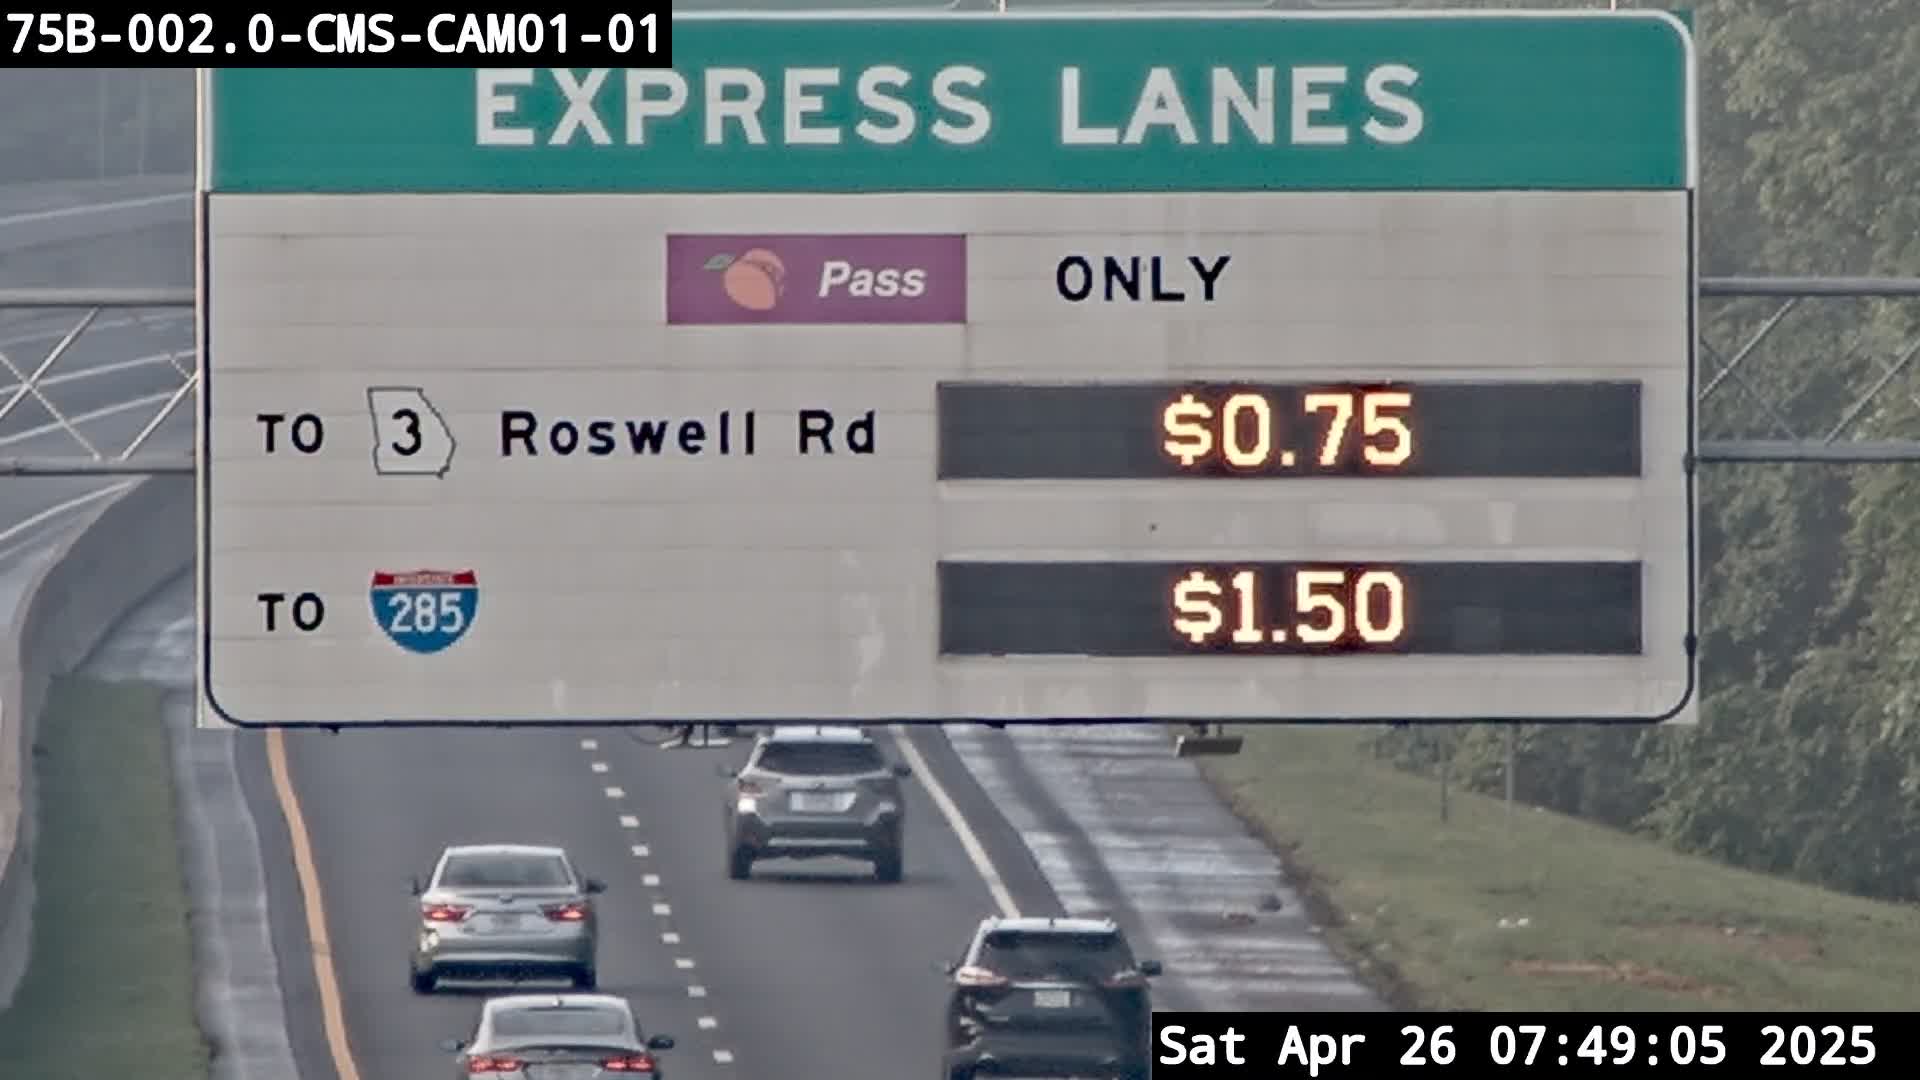 75B-002.0-CMS-CAM01-01
EXPRESS LANES
Pass ONLY
TO 3 Roswell Rd $0.75
INTERSTATE
TO 285 $1.50
Sat Apr 26 07:49:05 2025